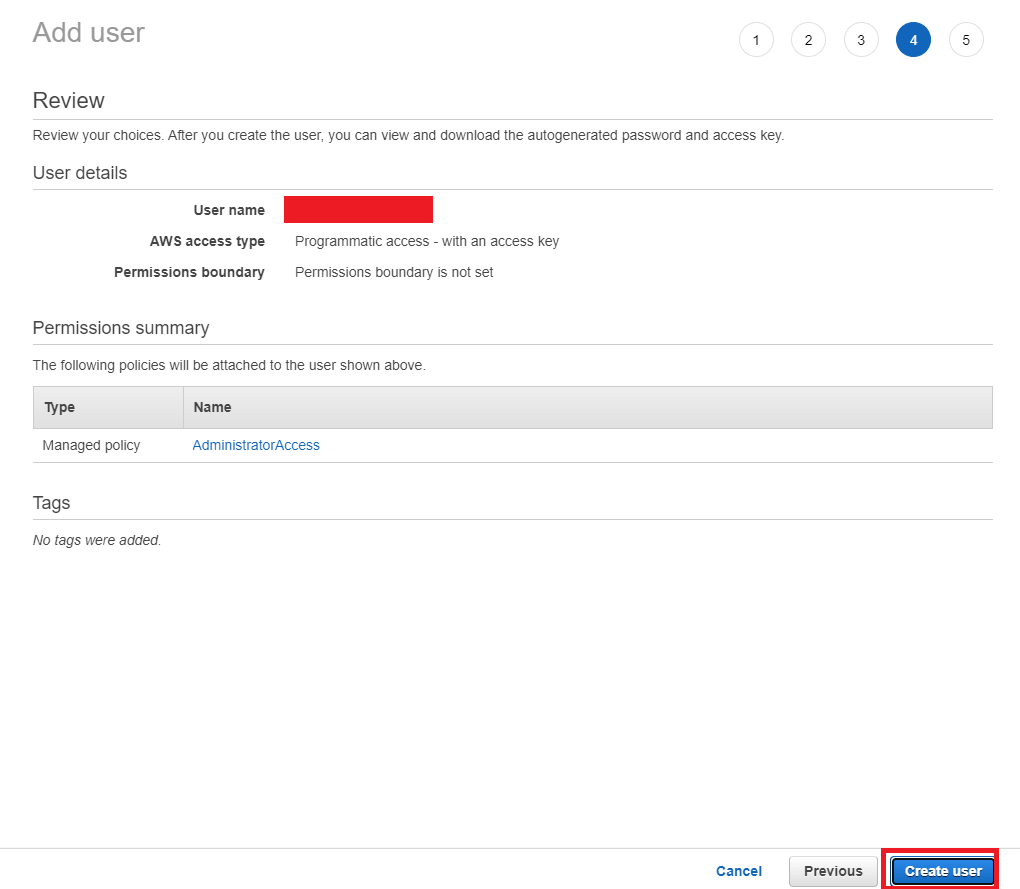 Add user
1 2 3 4 5
Review
Review your choices. After you create the user, you can view and download the autogenerated password and access key.
User details
User name
AWS access type Programmatic access - with an access key
Permissions boundary Permissions boundary is not set
Permissions summary
The following policies will be attached to the user shown above.
Type Name
Managed policy AdministratorAccess
Tags
No tags were added.
Cancel Previous Create user